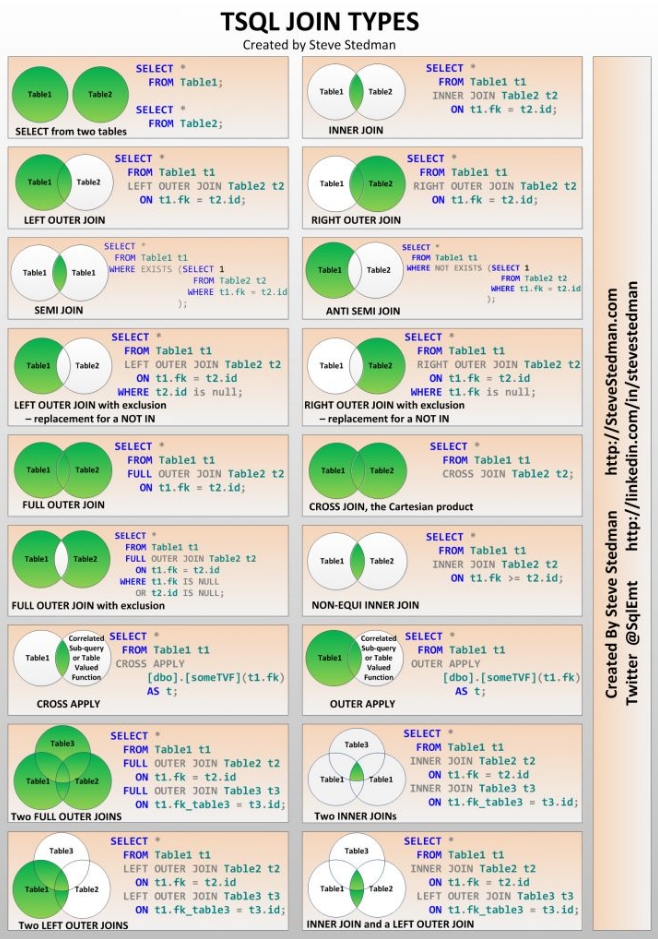 TSQL JOIN TYPES
Created by Steve Stedman
Table1
Table2
SELECT *
FROM Table1;
SELECT *
FROM Table2;
SELECT from two tables
Table1
Table2
SELECT *
FROM Table1 t1
INNER JOIN Table2 t2
ON t1.fk = t2.id;
INNER JOIN
Table1
Table2
SELECT *
FROM Table1 t1
LEFT OUTER JOIN Table2 t2
ON t1.fk = t2.id;
LEFT OUTER JOIN
Table1
Table2
SELECT *
FROM Table1 t1
RIGHT OUTER JOIN Table2 t2
ON t1.fk = t2.id;
RIGHT OUTER JOIN
Table1
Table1
SELECT *
FROM Table1 t1
WHERE EXISTS (SELECT 1
FROM Table2 t2
WHERE t1.fk = t2.id
);
SEMI JOIN
Table1
Table2
SELECT *
FROM Table1 t1
WHERE NOT EXISTS (SELECT 1
FROM Table2 t2
WHERE t1.fk = t2.id
);
ANTI SEMI JOIN
Table1
Table2
SELECT *
FROM Table1 t1
LEFT OUTER JOIN Table2 t2
ON t1.fk = t2.id
WHERE t2.id is null;
LEFT OUTER JOIN with exclusion
– replacement for a NOT IN
Table1
Table2
SELECT *
FROM Table1 t1
RIGHT OUTER JOIN Table2 t2
ON t1.fk = t2.id
WHERE t1.fk is null;
RIGHT OUTER JOIN with exclusion
– replacement for a NOT IN
Table1
Table2
SELECT *
FROM Table1 t1
FULL OUTER JOIN Table2 t2
ON t1.fk = t2.id;
FULL OUTER JOIN
Table1
Table2
SELECT *
FROM Table1 t1
CROSS JOIN Table2 t2;
CROSS JOIN, the Cartesian product
Table1
Table2
SELECT *
FROM Table1 t1
FULL OUTER JOIN Table2 t2
ON t1.fk = t2.id
WHERE t1.fk IS NULL
OR t2.id IS NULL;
FULL OUTER JOIN with exclusion
Table1
Table2
SELECT *
FROM Table1 t1
INNER JOIN Table2 t2
ON t1.fk >= t2.id;
NON-EQUI INNER JOIN
Table1
Correlated
Sub-query
or Table
Valued
Function
SELECT *
FROM Table1 t1
CROSS APPLY
[dbo].[someTVF](t1.fk)
AS t;
CROSS APPLY
Table1
Correlated
Sub-query
or Table
Valued
Function
SELECT *
FROM Table1 t1
OUTER APPLY
[dbo].[someTVF](t1.fk)
AS t;
OUTER APPLY
Table3
Table1
Table2
SELECT *
FROM Table1 t1
FULL OUTER JOIN Table2 t2
ON t1.fk = t2.id
FULL OUTER JOIN Table3 t3
ON t1.fk_table3 = t3.id;
Two FULL OUTER JOINS
Table3
Table1
Table1
SELECT *
FROM Table1 t1
INNER JOIN Table2 t2
ON t1.fk = t2.id
INNER JOIN Table3 t3
ON t1.fk_table3 = t3.id;
Two INNER JOINs
Table3
Table1
Table2
SELECT *
FROM Table1 t1
LEFT OUTER JOIN Table2 t2
ON t1.fk = t2.id
LEFT OUTER JOIN Table3 t3
ON t1.fk_table3 = t3.id;
Two LEFT OUTER JOINS
Table3
Table1
Table2
SELECT *
FROM Table1 t1
INNER JOIN Table2 t2
ON t1.fk = t2.id
LEFT OUTER JOIN Table3 t3
ON t1.fk_table3 = t3.id;
INNER JOIN and a LEFT OUTER JOIN
Created By Steve Stedman http://SteveStedman.com
Twitter @SqlEmt http://linkedin.com/in/stevestedman